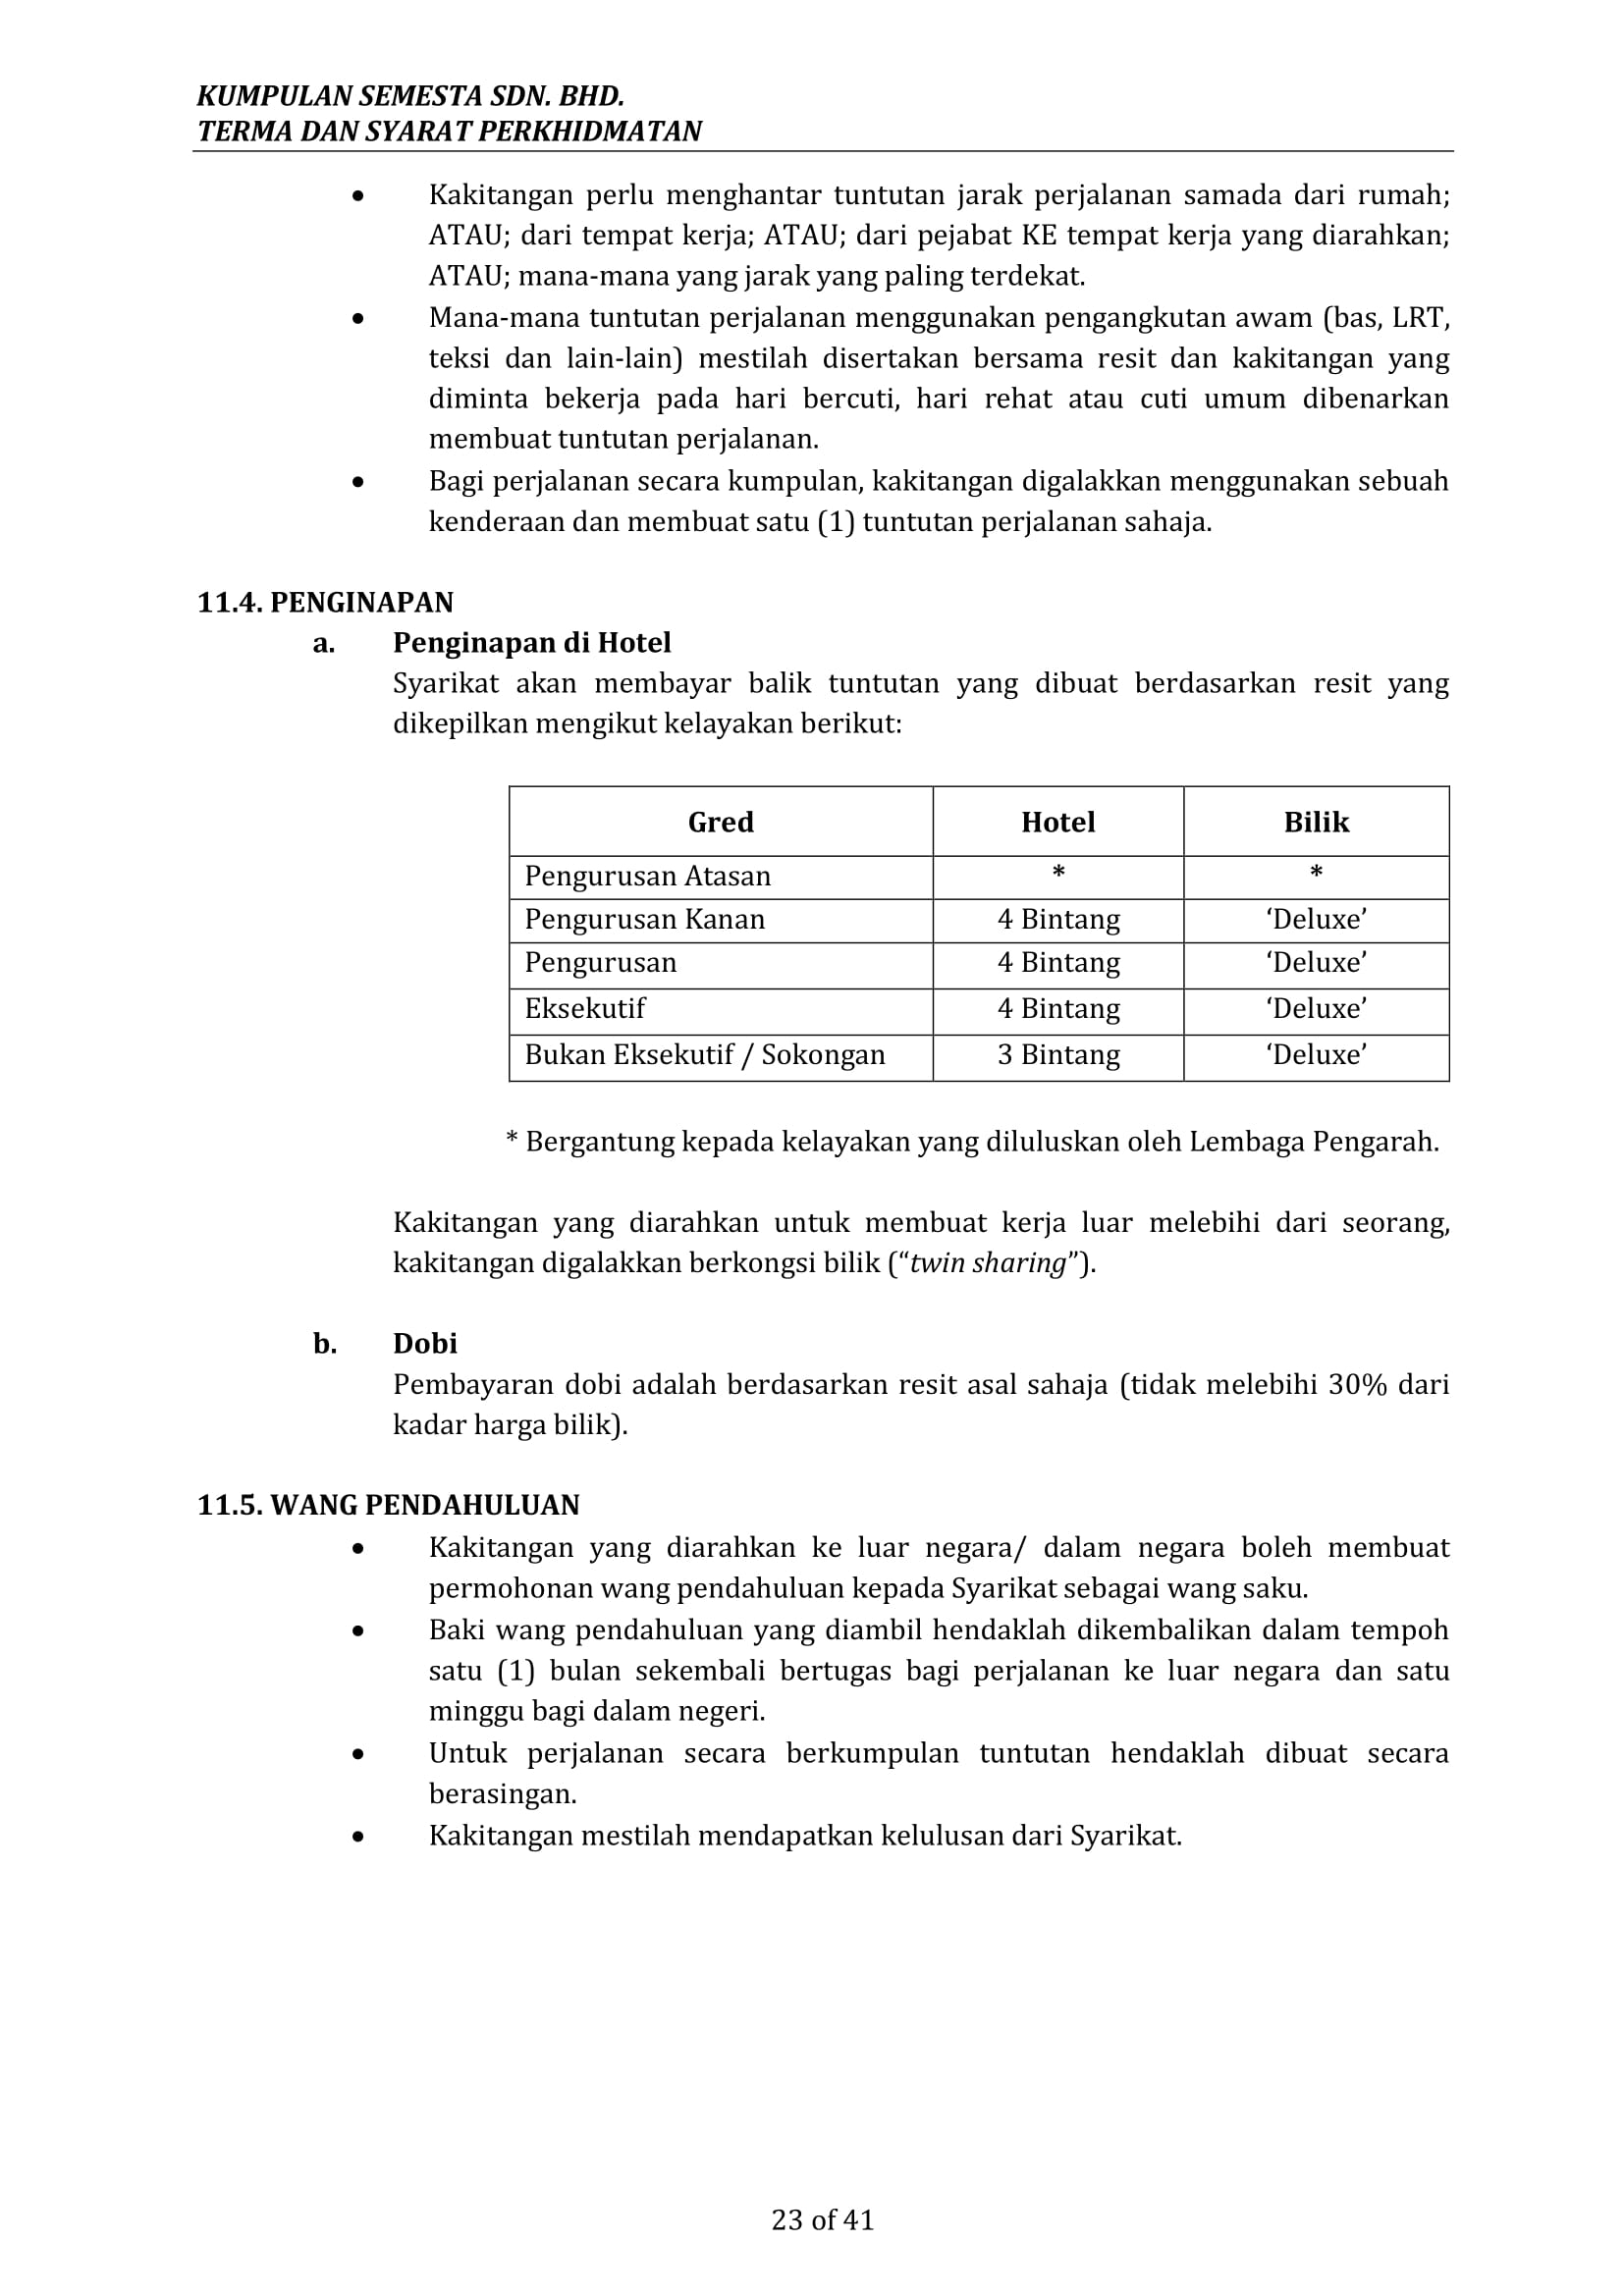 KUMPULAN SEMESTA SDN. BHD.
TERMA DAN SYARAT PERKHIDMATAN
• Kakitangan perlu menghantar tuntutan jarak perjalanan samada dari rumah;
ATAU; dari tempat kerja; ATAU; dari pejabat KE tempat kerja yang diarahkan;
ATAU; mana-mana yang jarak yang paling terdekat.
• Mana-mana tuntutan perjalanan menggunakan pengangkutan awam (bas, LRT,
teksi dan lain-lain) mestilah disertakan bersama resit dan kakitangan yang
diminta bekerja pada hari bercuti, hari rehat atau cuti umum dibenarkan
membuat tuntutan perjalanan.
• Bagi perjalanan secara kumpulan, kakitangan digalakkan menggunakan sebuah
kenderaan dan membuat satu (1) tuntutan perjalanan sahaja.
11.4. PENGINAPAN
a. Penginapan di Hotel
Syarikat akan membayar balik tuntutan yang dibuat berdasarkan resit yang
dikepilkan mengikut kelayakan berikut:
Gred Hotel Bilik
Pengurusan Atasan * *
Pengurusan Kanan 4 Bintang ‘Deluxe’
Pengurusan 4 Bintang ‘Deluxe’
Eksekutif 4 Bintang ‘Deluxe’
Bukan Eksekutif / Sokongan 3 Bintang ‘Deluxe’
* Bergantung kepada kelayakan yang diluluskan oleh Lembaga Pengarah.
Kakitangan yang diarahkan untuk membuat kerja luar melebihi dari seorang,
kakitangan digalakkan berkongsi bilik (“twin sharing”).
b. Dobi
Pembayaran dobi adalah berdasarkan resit asal sahaja (tidak melebihi 30% dari
kadar harga bilik).
11.5. WANG PENDAHULUAN
• Kakitangan yang diarahkan ke luar negara/ dalam negara boleh membuat
permohonan wang pendahuluan kepada Syarikat sebagai wang saku.
• Baki wang pendahuluan yang diambil hendaklah dikembalikan dalam tempoh
satu (1) bulan sekembali bertugas bagi perjalanan ke luar negara dan satu
minggu bagi dalam negeri.
• Untuk perjalanan secara berkumpulan tuntutan hendaklah dibuat secara
berasingan.
• Kakitangan mestilah mendapatkan kelulusan dari Syarikat.
23 of 41